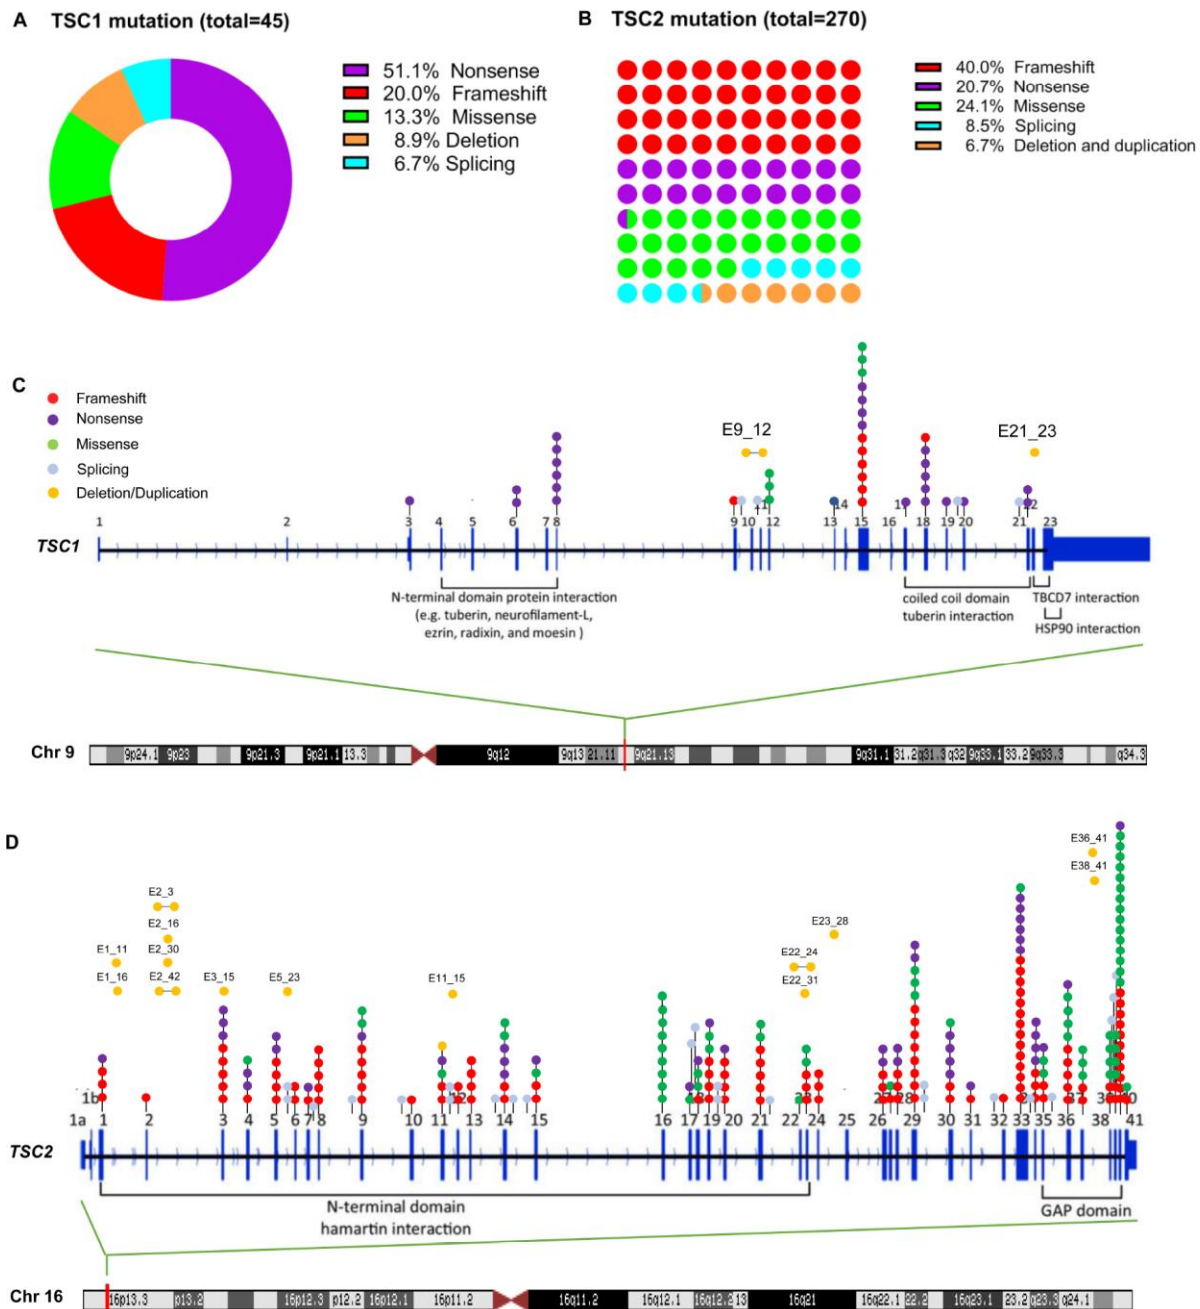 A TSC1 mutation (total=45)
51.1% Nonsense
20.0% Frameshift
13.3% Missense
8.9% Deletion
6.7% Splicing
B TSC2 mutation (total=270)
40.0% Frameshift
20.7% Nonsense
24.1% Missense
8.5% Splicing
6.7% Deletion and duplication
C
Frameshift
Nonsense
Missense
Splicing
Deletion/Duplication
E9_12
E21_23
1 2 3 4 5 6 7 8 9 10 11 12 13 14 15 16 18 19 20 21 23
TSC1
N-terminal domain protein interaction
(e.g. tuberin, neurofilament-L,
ezrin, radixin, and moesin )
coiled coil domain
tuberin interaction
TBCD7 interaction
HSP90 interaction
Chr 9
9p24.1 9p23 9p21.3 9p21.1 13.3 9q12 9q13 21.11 9q21.13 9q31.1 31.2 q31.3 q32 9q33.1 33.2 9q33.3 q34.3
D
E36_41
E38_41
E2_3
E2_16
E1_11 E2_30
E1_16 E2_42 E3_15 E5_23
E11_15
E23_28
E22_24
E22_31
1b
1a 1 2 3 4 5 6 7 8 9 10 11 13 14 15 16 17 19 20 21 22 24 25 26 28 29 30 31 32 33 35 36 38 41
TSC2
N-terminal domain
hamartin interaction
GAP domain
Chr 16
16p13.3 p13.2 16p12.3 p12.2 16p12.1 16p11.2 16q11.2 16q12.1 16q12.2 13 16q21 16q22.1 22.2 16q23.1 23.2 q23.3 q24.1